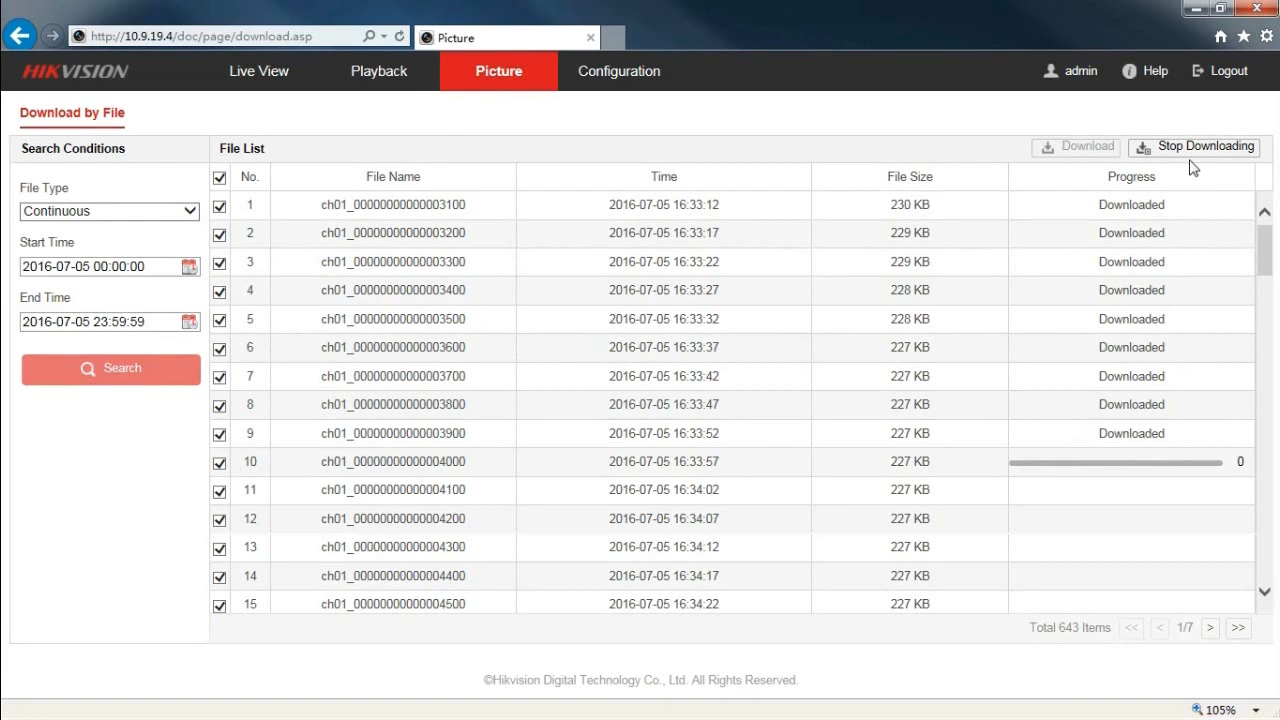 http://10.9.19.4/doc/page/download.asp Picture
HIKVISION Live View Playback Picture Configuration admin Help Logout
Download by File
Search Conditions File List Download Stop Downloading
No. File Name Time File Size Progress
File Type
Continuous
Start Time
2016-07-05 00:00:00
End Time
2016-07-05 23:59:59
Search
1 ch01_00000000000003100 2016-07-05 16:33:12 230 KB Downloaded
2 ch01_00000000000003200 2016-07-05 16:33:17 229 KB Downloaded
3 ch01_00000000000003300 2016-07-05 16:33:22 229 KB Downloaded
4 ch01_00000000000003400 2016-07-05 16:33:27 228 KB Downloaded
5 ch01_00000000000003500 2016-07-05 16:33:32 228 KB Downloaded
6 ch01_00000000000003600 2016-07-05 16:33:37 227 KB Downloaded
7 ch01_00000000000003700 2016-07-05 16:33:42 227 KB Downloaded
8 ch01_00000000000003800 2016-07-05 16:33:47 227 KB Downloaded
9 ch01_00000000000003900 2016-07-05 16:33:52 227 KB Downloaded
10 ch01_00000000000004000 2016-07-05 16:33:57 227 KB 0
11 ch01_00000000000004100 2016-07-05 16:34:02 227 KB
12 ch01_00000000000004200 2016-07-05 16:34:07 227 KB
13 ch01_00000000000004300 2016-07-05 16:34:12 227 KB
14 ch01_00000000000004400 2016-07-05 16:34:17 227 KB
15 ch01_00000000000004500 2016-07-05 16:34:22 227 KB
Total 643 Items << < 1/7 > >>
©Hikvision Digital Technology Co., Ltd. All Rights Reserved.
105%